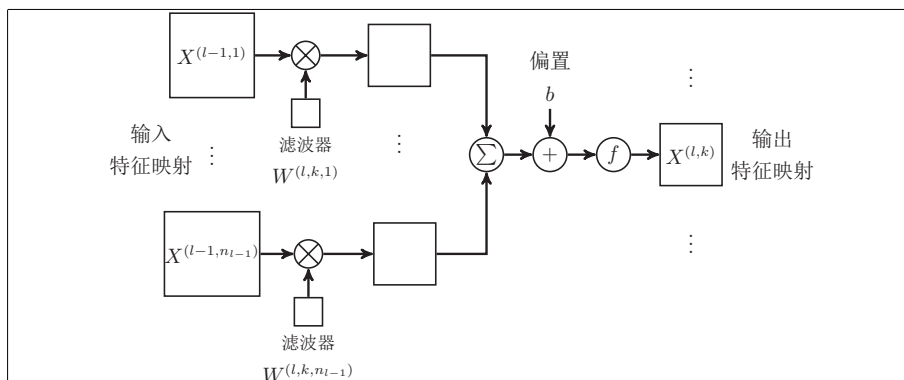 X^{(l−1,1)}
偏置
b
滤波器
W^{(l,k,1)}
输入
特征映射
∑
+
f
X^{(l,k)}
输出
特征映射
X^{(l−1,n_{l−1})}
滤波器
W^{(l,k,n_{l−1})}